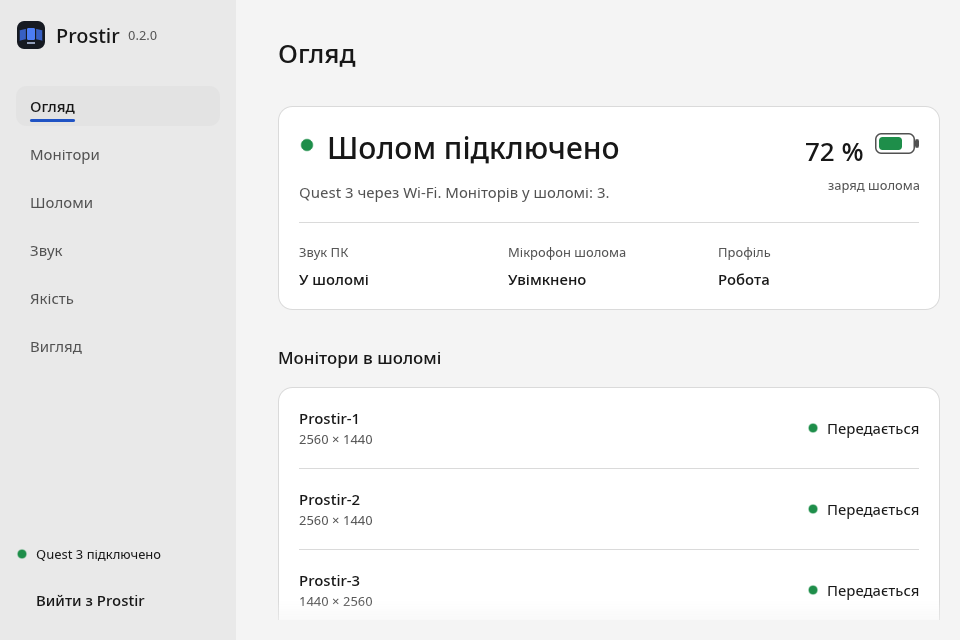 Prostir 0.2.0
Огляд
Монітори
Шоломи
Звук
Якість
Вигляд
Quest 3 підключено
Вийти з Prostir
Огляд
Шолом підключено
72 %
Quest 3 через Wi-Fi. Моніторів у шоломі: 3.
заряд шолома
Звук ПК
Мікрофон шолома
Профіль
У шоломі
Увімкнено
Робота
Монітори в шоломі
Prostir-1
2560 × 1440
Передається
Prostir-2
2560 × 1440
Передається
Prostir-3
1440 × 2560
Передається